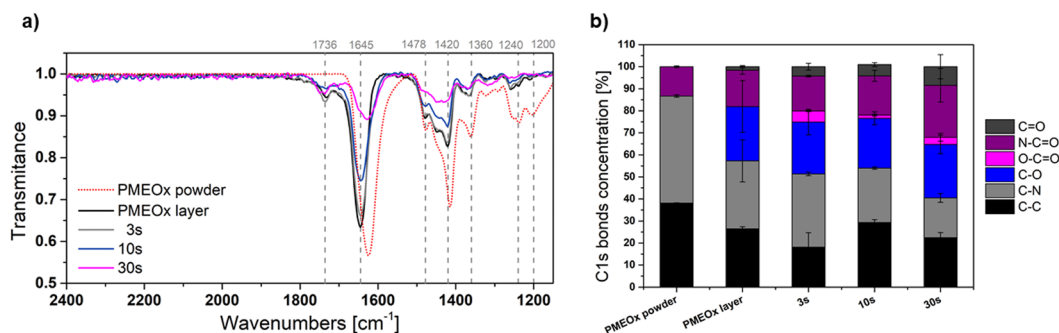 a)
1736 1645 1478 1420 1360 1240 1200
1.0
0.9
0.8
0.7
0.6
0.5
Transmitance
PMEOx powder
PMEOx layer
3s
10s
30s
2400 2200 2000 1800 1600 1400 1200
Wavenumbers [cm-1]
b)
110
100
90
80
70
60
50
40
30
20
10
0
C1s bonds concentration [%]
C=O
N-C=O
O-C=O
C-O
C-N
C-C
PMEOx powder
PMEOx layer
3s
10s
30s